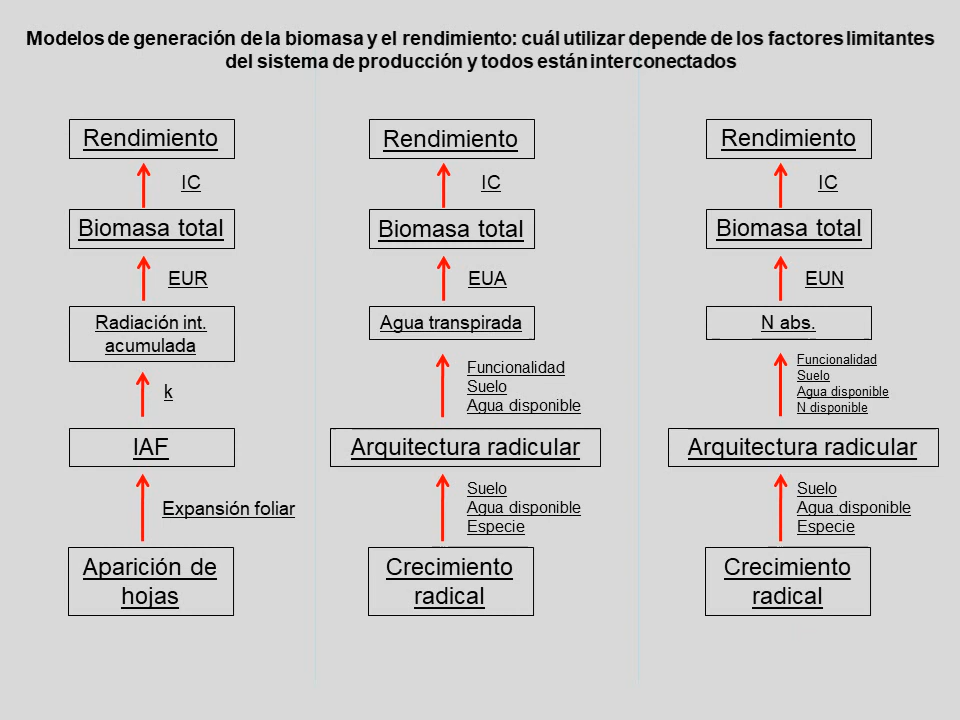 Modelos de generación de la biomasa y el rendimiento: cuál utilizar depende de los factores limitantes
del sistema de producción y todos están interconectados
Rendimiento
IC
Biomasa total
EUR
Radiación int.
acumulada
k
IAF
Expansión foliar
Aparición de
hojas
Rendimiento
IC
Biomasa total
EUA
Agua transpirada
Funcionalidad
Suelo
Agua disponible
Arquitectura radicular
Suelo
Agua disponible
Especie
Crecimiento
radical
Rendimiento
IC
Biomasa total
EUN
N abs.
Funcionalidad
Suelo
Agua disponible
N disponible
Arquitectura radicular
Suelo
Agua disponible
Especie
Crecimiento
radical